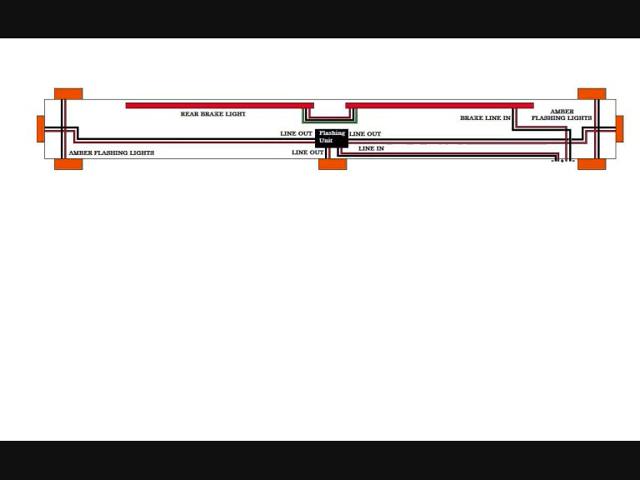 REAR BRAKE LIGHT
BRAKE LINE IN
AMBER
FLASHING LIGHTS
LINE OUT
Flashing
Unit
LINE OUT
AMBER FLASHING LIGHTS
LINE OUT
LINE IN